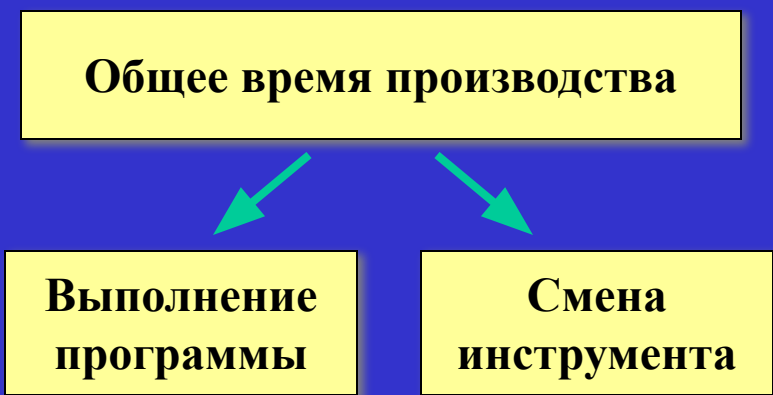 Общее время производства
Выполнение
программы
Смена
инструмента